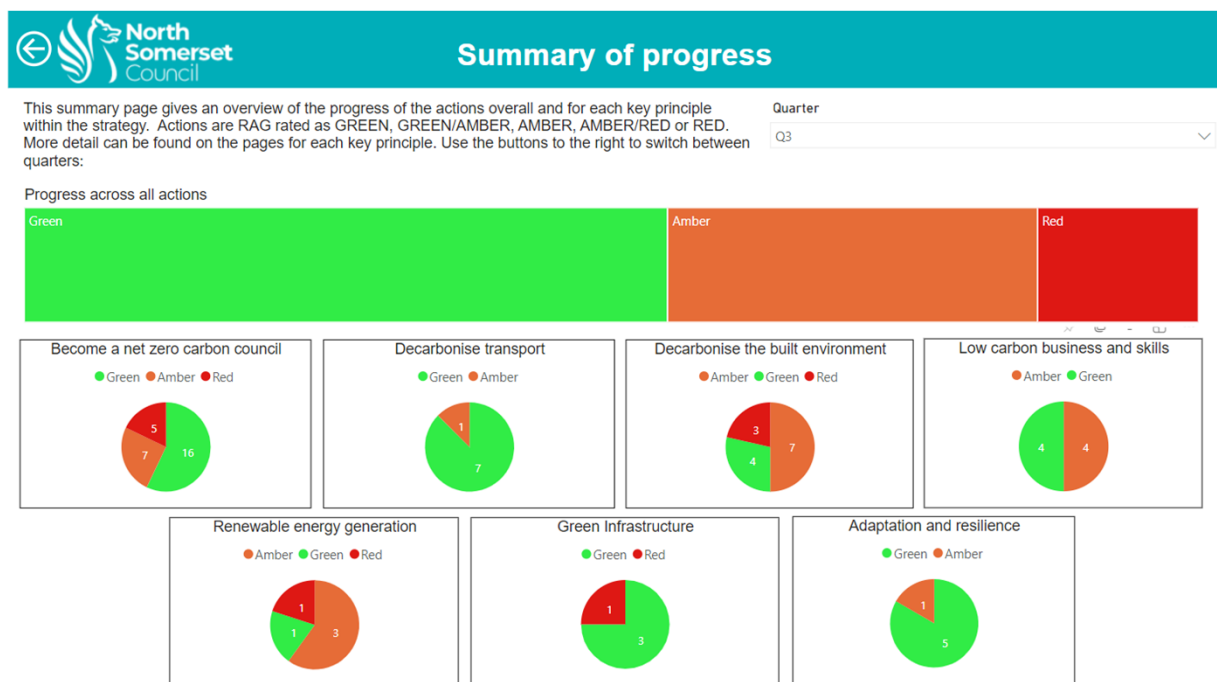 North
Somerset
Council
Summary of progress
This summary page gives an overview of the progress of the actions overall and for each key principle
within the strategy.  Actions are RAG rated as GREEN, GREEN/AMBER, AMBER, AMBER/RED or RED.
More detail can be found on the pages for each key principle. Use the buttons to the right to switch between
quarters:
Quarter
Q3
Progress across all actions
Green
Amber
Red
Become a net zero carbon council
Green Amber Red
5
7
16
Decarbonise transport
Green Amber
1
7
Decarbonise the built environment
Amber Green Red
3
4
7
Low carbon business and skills
Amber Green
4
4
Renewable energy generation
Amber Green Red
1
1
3
Green Infrastructure
Green Red
1
3
Adaptation and resilience
Green Amber
1
5